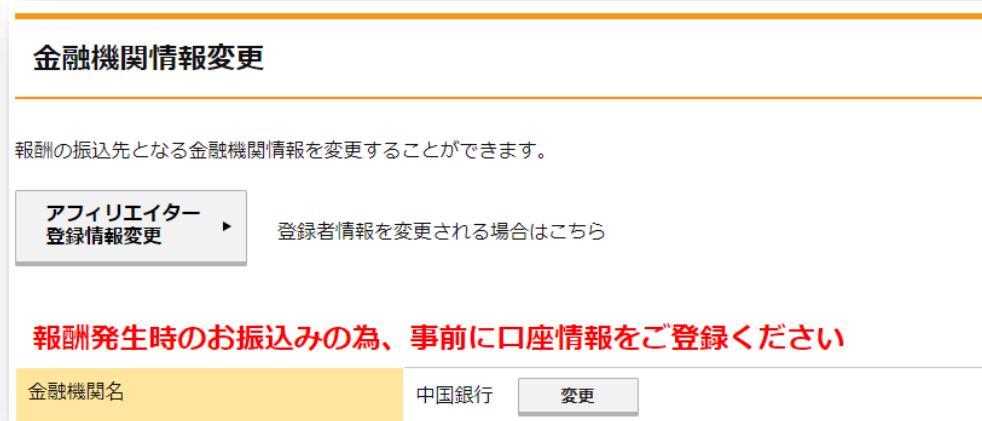 金融機関情報変更
報酬の振込先となる金融機関情報を変更することができます。
アフィリエイター
登録情報変更
登録者情報を変更される場合はこちら
報酬発生時のお振込みの為、事前に口座情報をご登録ください
金融機関名
中国銀行
変更